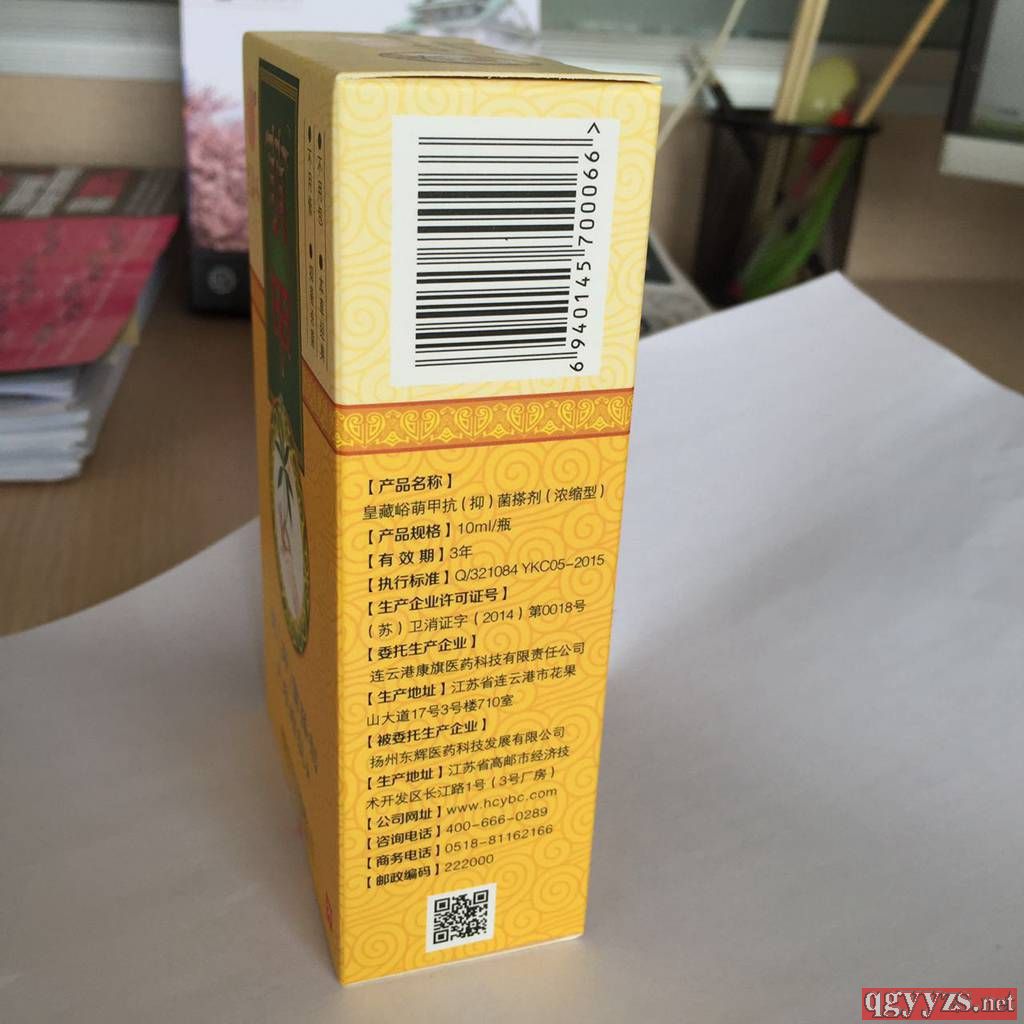 6 940145 700066 >
【产品名称】
皇藏峪萌甲抗(抑)菌搽剂(浓缩型)
【产品规格】10ml/瓶
【有 效 期】3年
【执行标准】Q/321084 YKC05-2015
【生产企业许可证号】
(苏)卫消证字(2014)第0018号
【委托生产企业】
连云港康旗医药科技有限责任公司
【生产地址】江苏省连云港市花果
山大道17号3号楼710室
【被委托生产企业】
扬州东辉医药科技发展有限公司
【生产地址】江苏省高邮市经济技
术开发区长江路1号(3号厂房)
【公司网址】www.hcybc.com
【咨询电话】400-666-0289
【商务电话】0518-81162166
【邮政编码】222000
qgyyzs.net